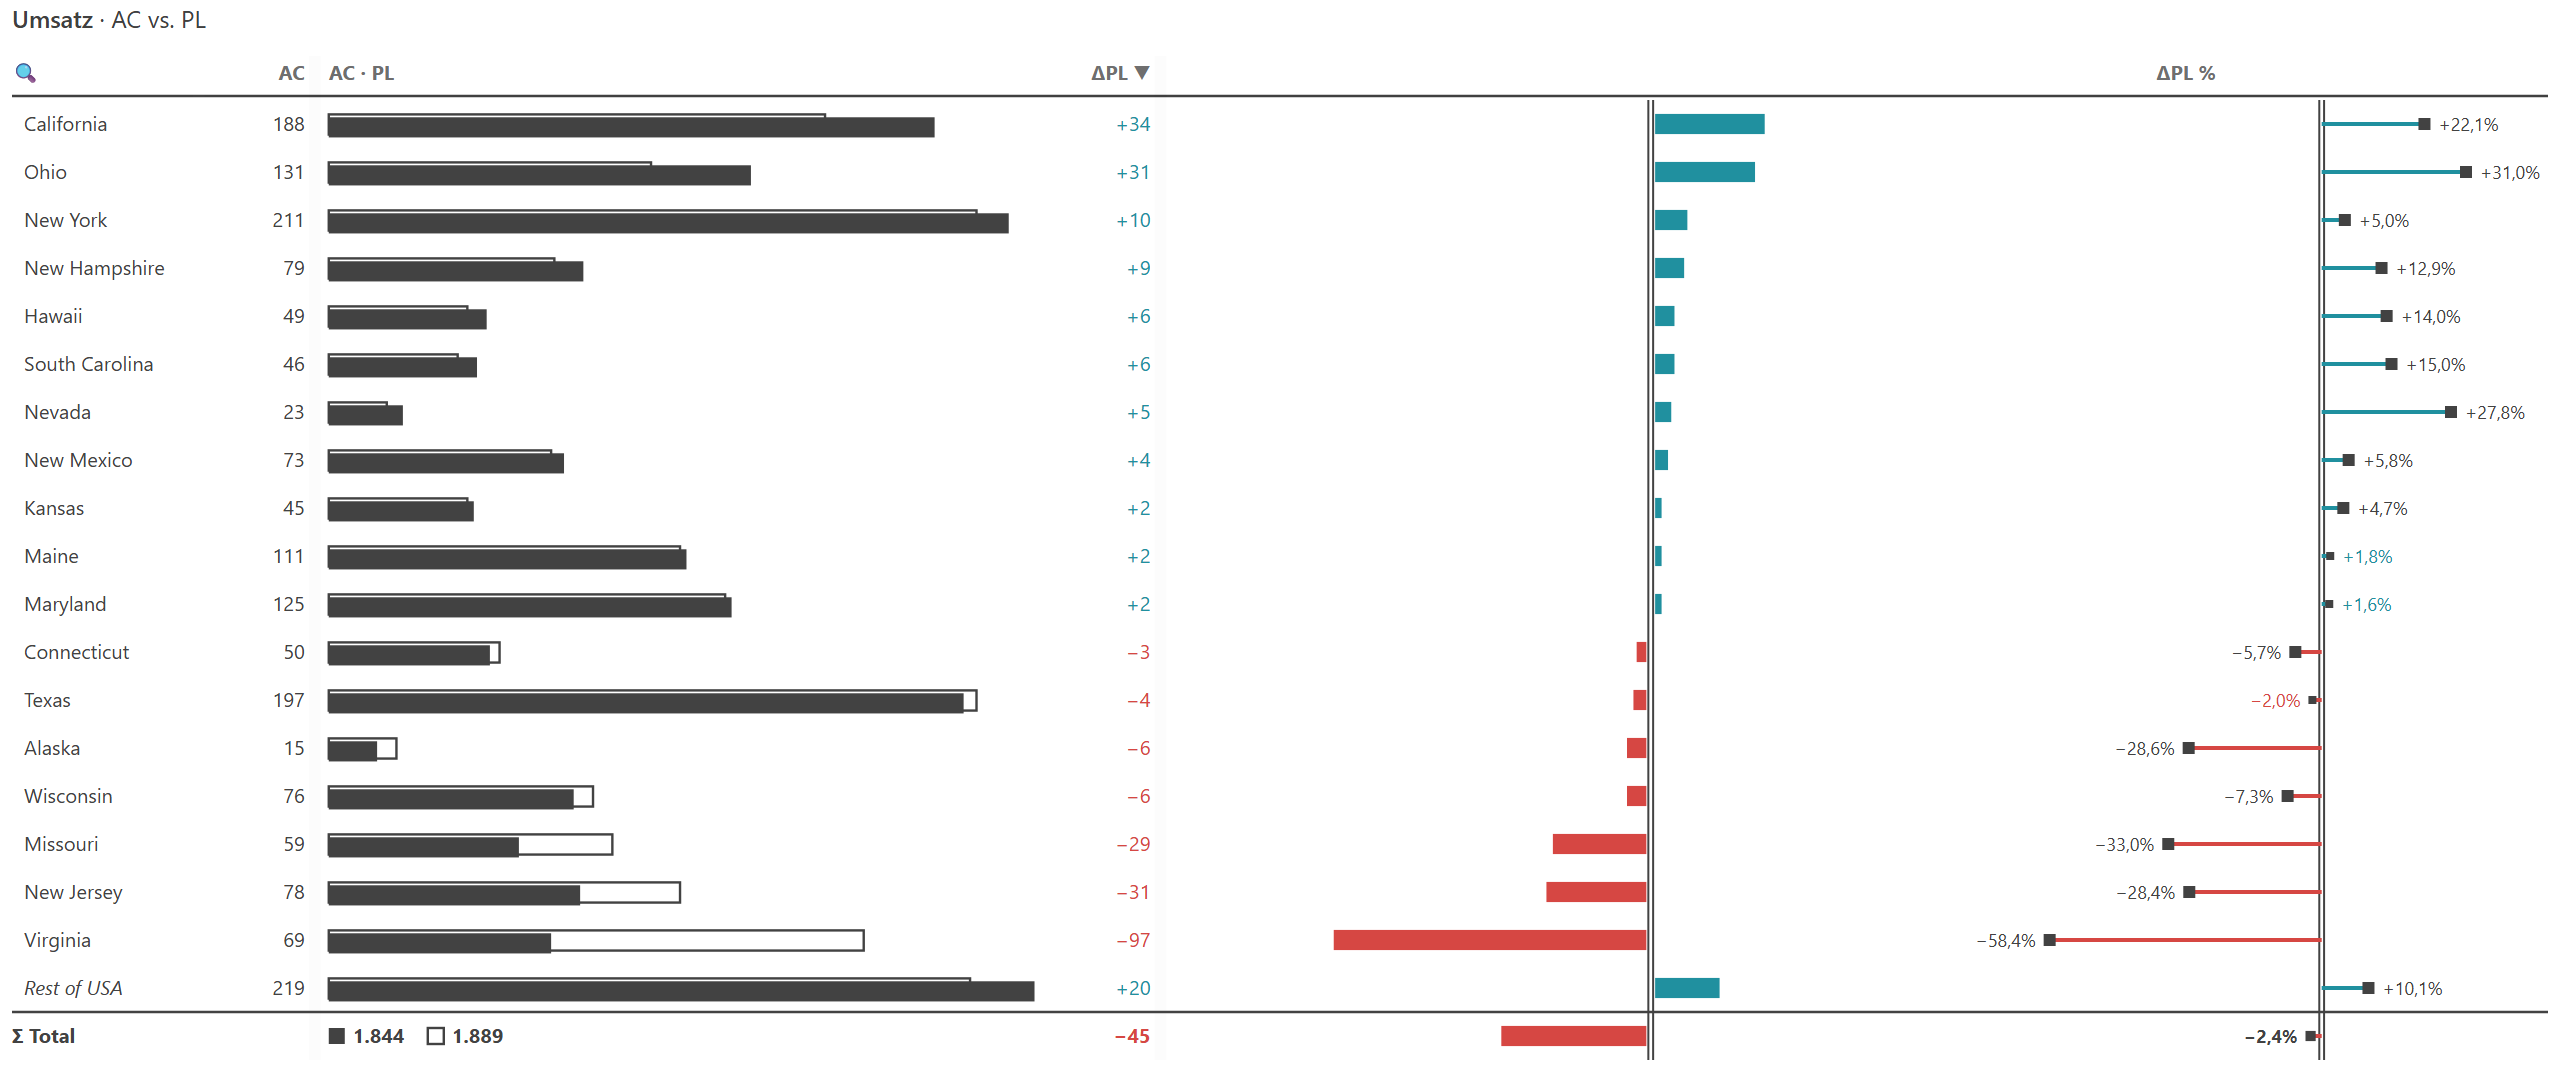 Umsatz · AC vs. PL
AC AC · PL ΔPL ▼ ΔPL %
California 188 +34 +22,1%
Ohio 131 +31 +31,0%
New York 211 +10 +5,0%
New Hampshire 79 +9 +12,9%
Hawaii 49 +6 +14,0%
South Carolina 46 +6 +15,0%
Nevada 23 +5 +27,8%
New Mexico 73 +4 +5,8%
Kansas 45 +2 +4,7%
Maine 111 +2 +1,8%
Maryland 125 +2 +1,6%
Connecticut 50 −3 −5,7%
Texas 197 −4 −2,0%
Alaska 15 −6 −28,6%
Wisconsin 76 −6 −7,3%
Missouri 59 −29 −33,0%
New Jersey 78 −31 −28,4%
Virginia 69 −97 −58,4%
Rest of USA 219 +20 +10,1%
Σ Total 1.844 1.889 −45 −2,4%